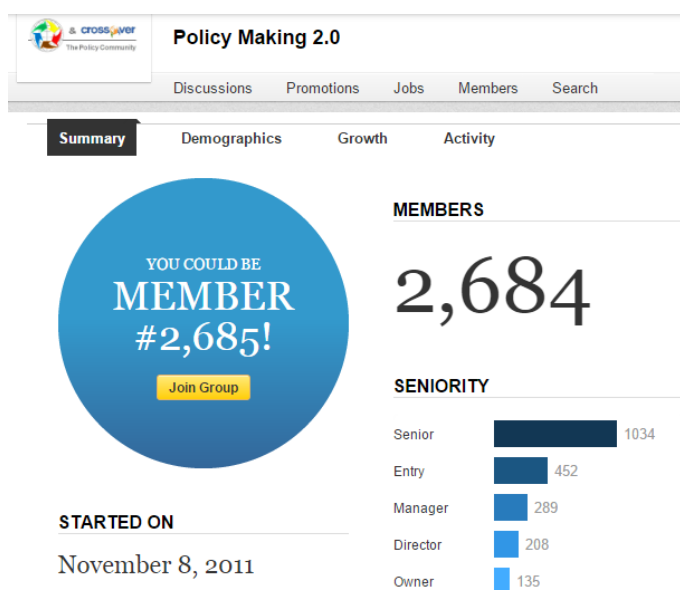 & crossover
The Policy Community
Policy Making 2.0
Discussions Promotions Jobs Members Search
Summary Demographics Growth Activity
YOU COULD BE
MEMBER
#2,685!
Join Group
STARTED ON
November 8, 2011
MEMBERS
2,684
SENIORITY
Senior 1034
Entry 452
Manager 289
Director 208
Owner 135